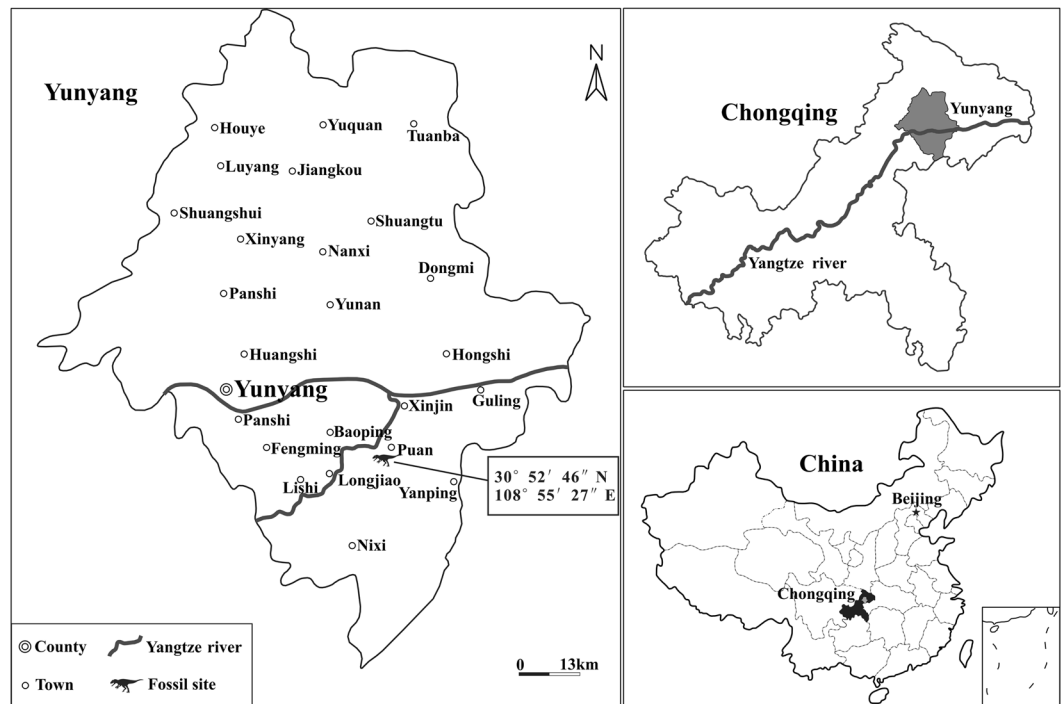 Yunyang
N
Houye
Yuquan
Tuanba
Luyang
Jiangkou
Shuangshui
Shuangtu
Xinyang
Nanxi
Dongmi
Panshi
Yunan
Huangshi
Hongshi
Yunyang
Guling
Xinjin
Panshi
Baoping
Fengming
Puan
Lishi
Longjiao
Yanping
30° 52′ 46″ N
108° 55′ 27″ E
Nixi
County
Yangtze river
Town
Fossil site
0 13km
Chongqing
Yunyang
Yangtze river
China
Beijing
Chongqing